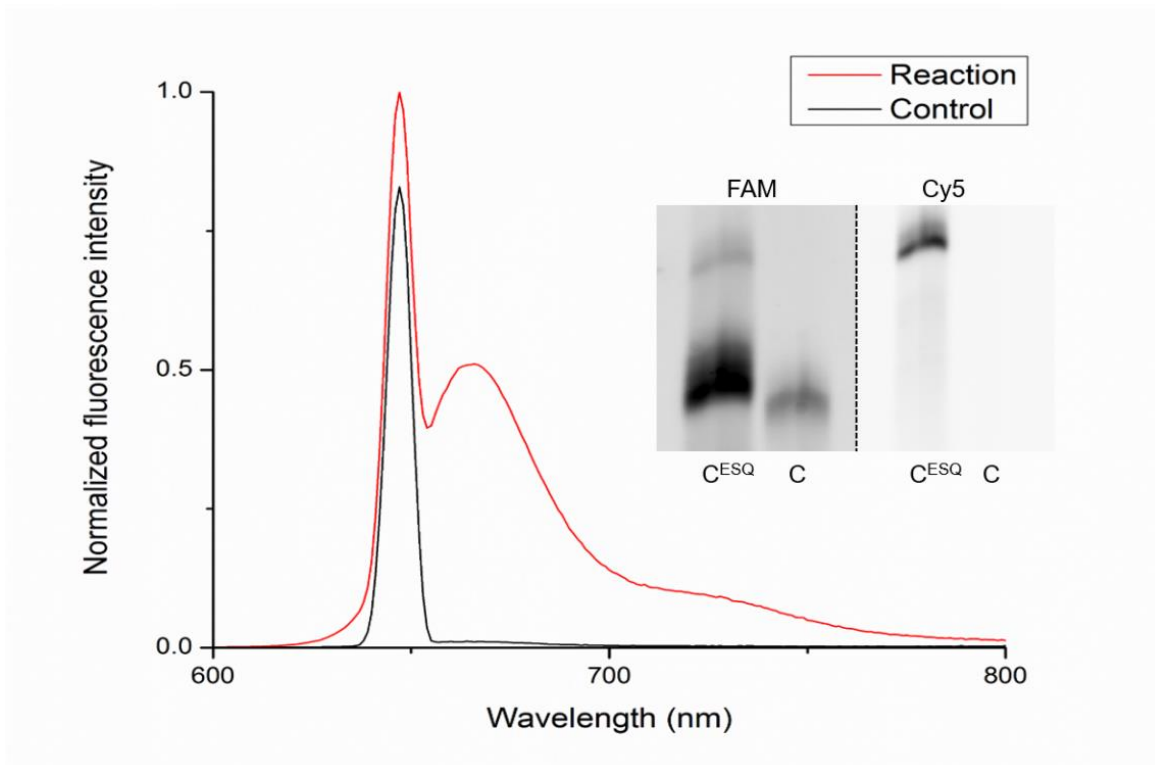 Reaction
Control
1.0
0.5
0.0
Normalized fluorescence intensity
FAM Cy5
C^ESQ C C^ESQ C
600 700 800
Wavelength (nm)